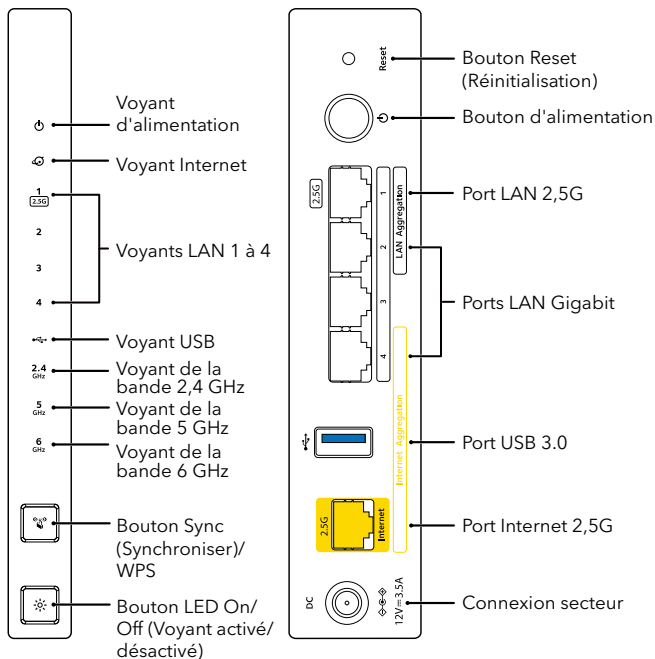 Voyant
d'alimentation
Voyant Internet
1
2.5G
2
3
4
Voyants LAN 1 à 4
Voyant USB
2.4
GHz
Voyant de la
bande 2,4 GHz
5
GHz
Voyant de la
bande 5 GHz
6
GHz
Voyant de la
bande 6 GHz
Bouton Sync
(Synchroniser)/
WPS
Bouton LED On/
Off (Voyant activé/
désactivé)
Reset
Bouton Reset
(Réinitialisation)
Bouton d'alimentation
2.5G
1
2
3
4
LAN Aggregation
Port LAN 2,5G
Ports LAN Gigabit
Internet Aggregation
Port USB 3.0
2.5G
Internet
Port Internet 2,5G
DC
12V⎓3.5A
Connexion secteur